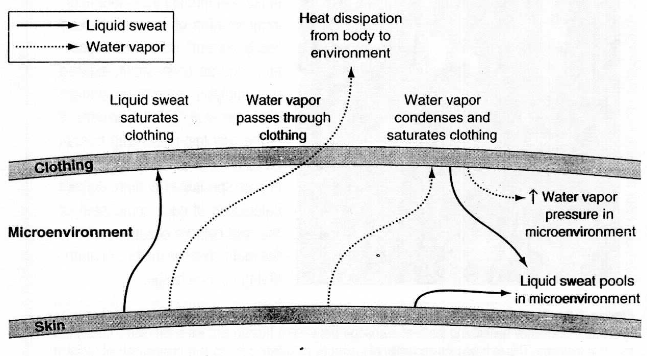 Liquid sweat
Water vapor
Heat dissipation
from body to
environment
Liquid sweat
saturates
clothing
Water vapor
passes through
clothing
Water vapor
condenses and
saturates clothing
Clothing
↑ Water vapor
pressure in
microenvironment
Microenvironment
Liquid sweat pools
in microenvironment
Skin